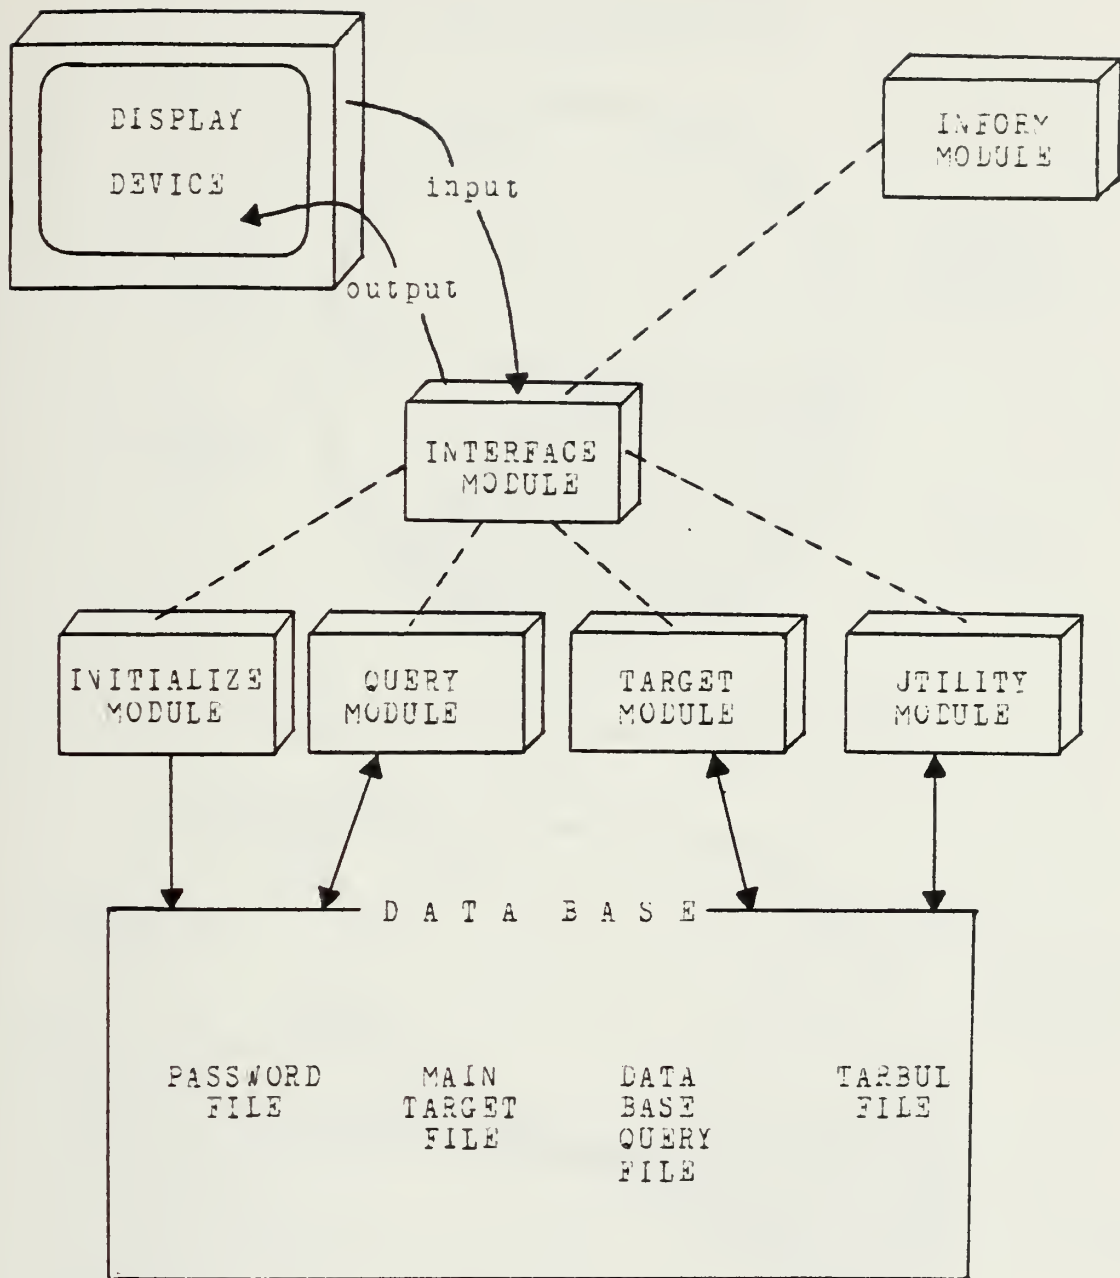 DISPLAY
DEVICE
input
output
INFORM
MODULE
INTERFACE
MODULE
INITIALIZE
MODULE
QUERY
MODULE
TARGET
MODULE
UTILITY
MODULE
D A T A  B A S E
PASSWORD
FILE
MAIN
TARGET
FILE
DATA
BASE
QUERY
FILE
TARBUL
FILE